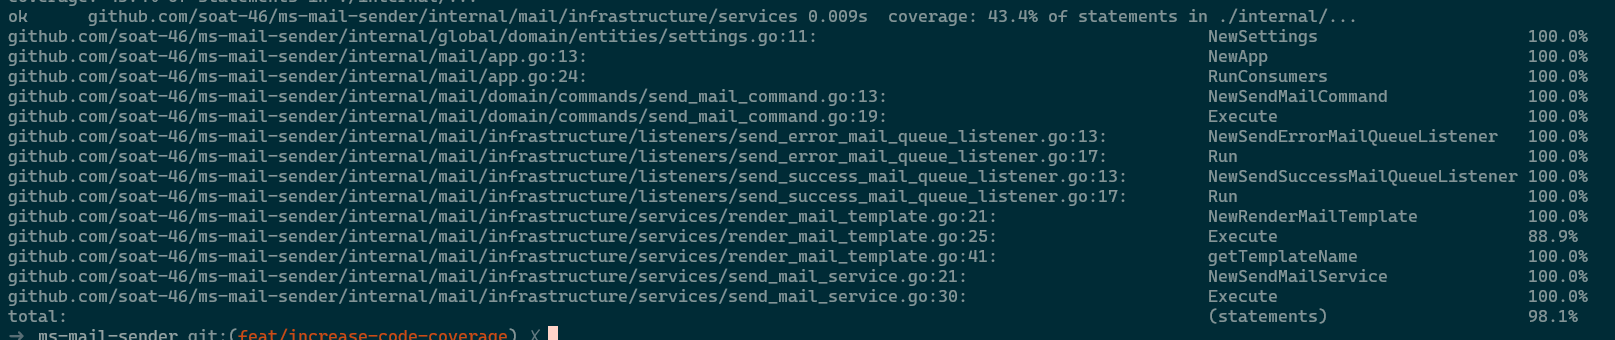 coverage: 43.4% of statements in ./internal/...
ok      github.com/soat-46/ms-mail-sender/internal/mail/infrastructure/services 0.009s  coverage: 43.4% of statements in ./internal/...
github.com/soat-46/ms-mail-sender/internal/global/domain/entities/settings.go:11: NewSettings 100.0%
github.com/soat-46/ms-mail-sender/internal/mail/app.go:13: NewApp 100.0%
github.com/soat-46/ms-mail-sender/internal/mail/app.go:24: RunConsumers 100.0%
github.com/soat-46/ms-mail-sender/internal/mail/domain/commands/send_mail_command.go:13: NewSendMailCommand 100.0%
github.com/soat-46/ms-mail-sender/internal/mail/domain/commands/send_mail_command.go:19: Execute 100.0%
github.com/soat-46/ms-mail-sender/internal/mail/infrastructure/listeners/send_error_mail_queue_listener.go:13: NewSendErrorMailQueueListener 100.0%
github.com/soat-46/ms-mail-sender/internal/mail/infrastructure/listeners/send_error_mail_queue_listener.go:17: Run 100.0%
github.com/soat-46/ms-mail-sender/internal/mail/infrastructure/listeners/send_success_mail_queue_listener.go:13: NewSendSuccessMailQueueListener 100.0%
github.com/soat-46/ms-mail-sender/internal/mail/infrastructure/listeners/send_success_mail_queue_listener.go:17: Run 100.0%
github.com/soat-46/ms-mail-sender/internal/mail/infrastructure/services/render_mail_template.go:21: NewRenderMailTemplate 100.0%
github.com/soat-46/ms-mail-sender/internal/mail/infrastructure/services/render_mail_template.go:25: Execute 88.9%
github.com/soat-46/ms-mail-sender/internal/mail/infrastructure/services/render_mail_template.go:41: getTemplateName 100.0%
github.com/soat-46/ms-mail-sender/internal/mail/infrastructure/services/send_mail_service.go:21: NewSendMailService 100.0%
github.com/soat-46/ms-mail-sender/internal/mail/infrastructure/services/send_mail_service.go:30: Execute 100.0%
total: (statements) 98.1%
→ ms-mail-sender git:(feat/increase-code-coverage) ✗